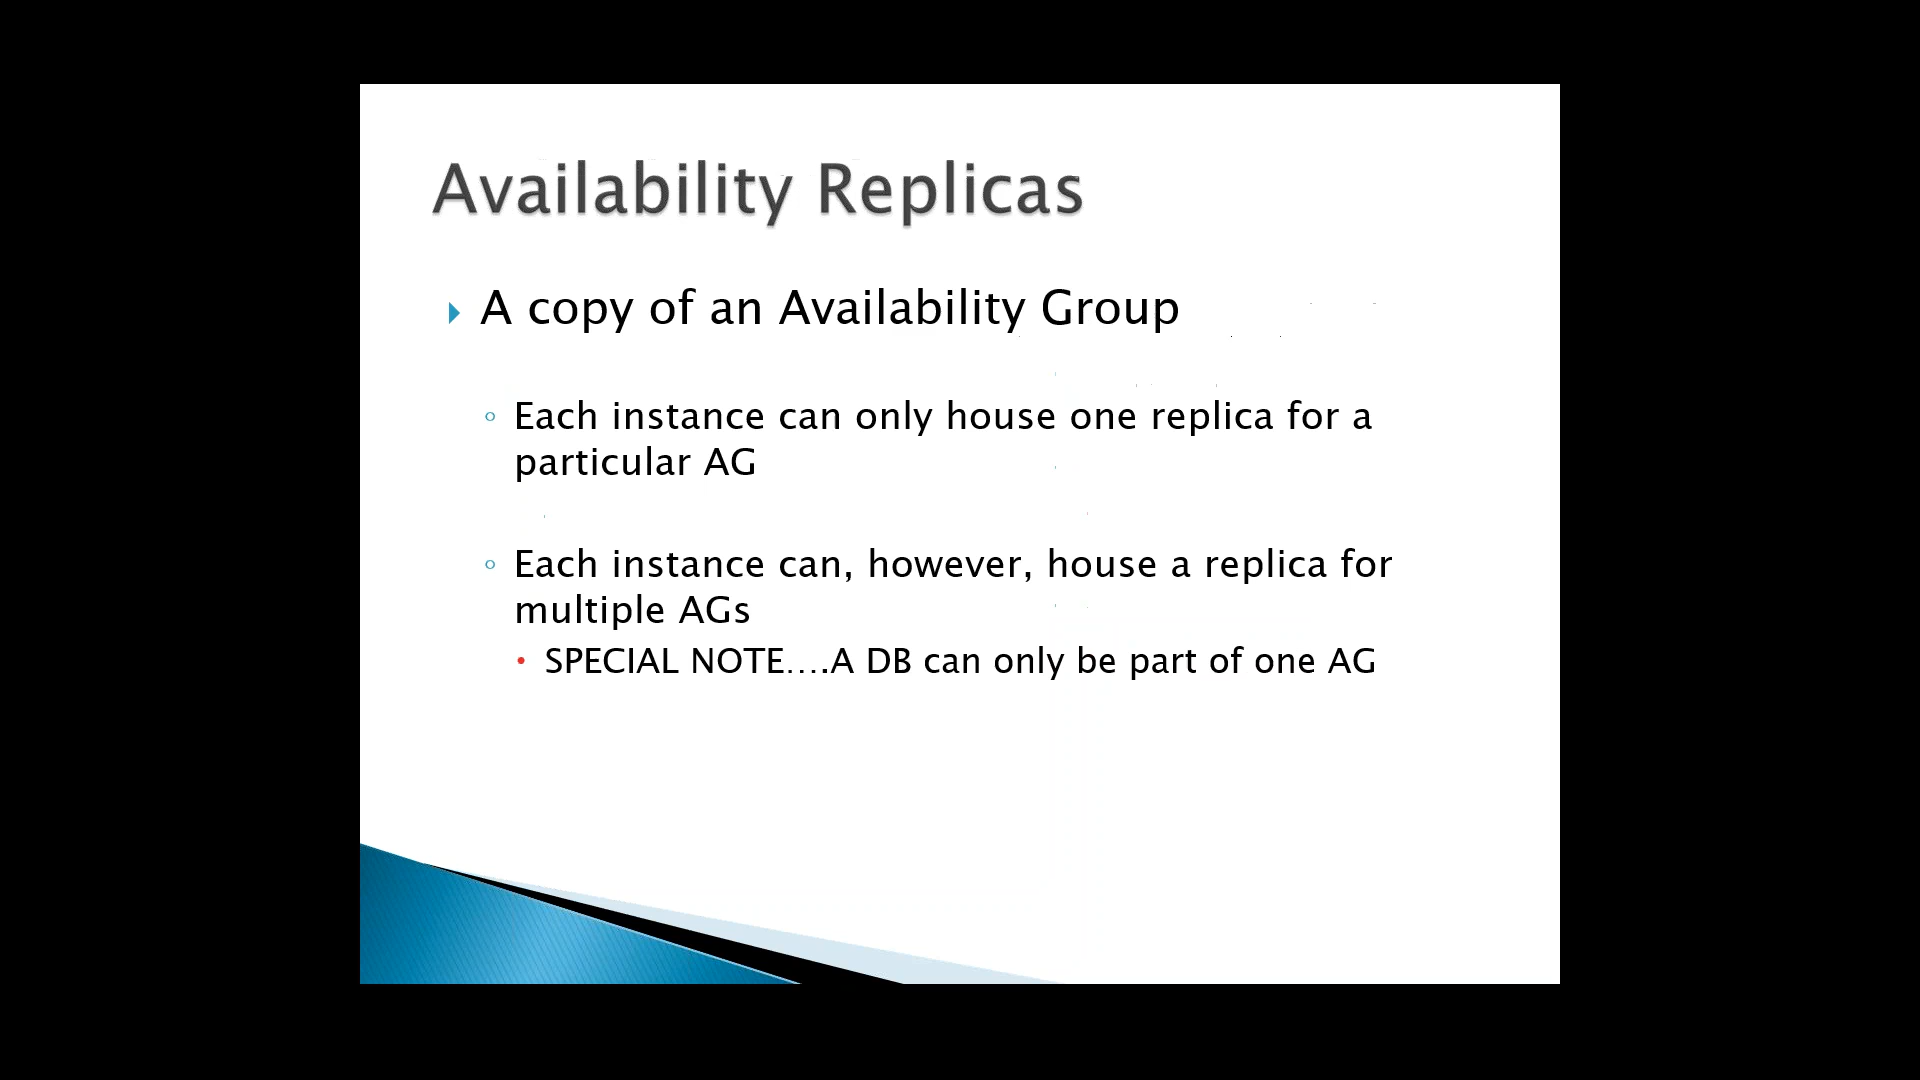 Availability Replicas
A copy of an Availability Group
Each instance can only house one replica for a
particular AG
Each instance can, however, house a replica for
multiple AGs
SPECIAL NOTE….A DB can only be part of one AG